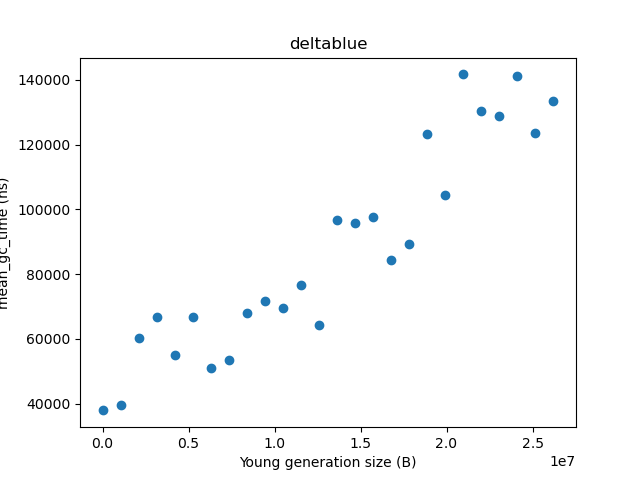 deltablue
mean_gc_time (ns)
140000
120000
100000
80000
60000
40000
0.0 0.5 1.0 1.5 2.0 2.5
1e7
Young generation size (B)